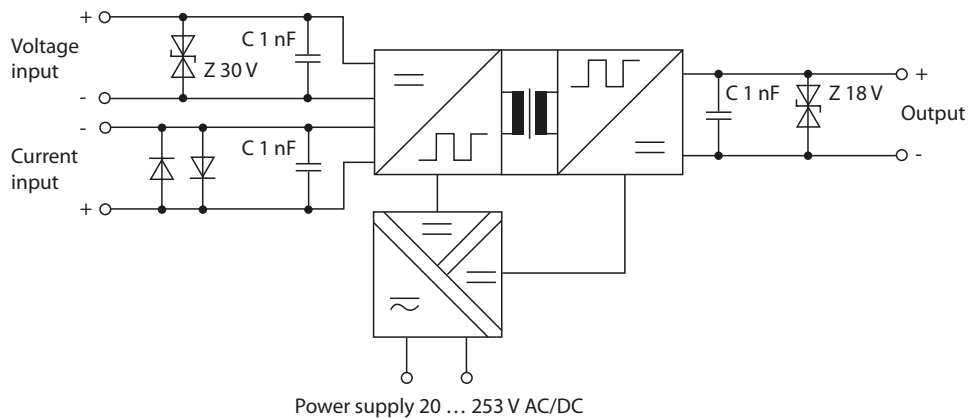 +
Voltage
input
C 1 nF
Z 30 V
-
-
Current
input
C 1 nF
+
C 1 nF
Z 18 V
+
Output
-
Power supply 20 … 253 V AC/DC